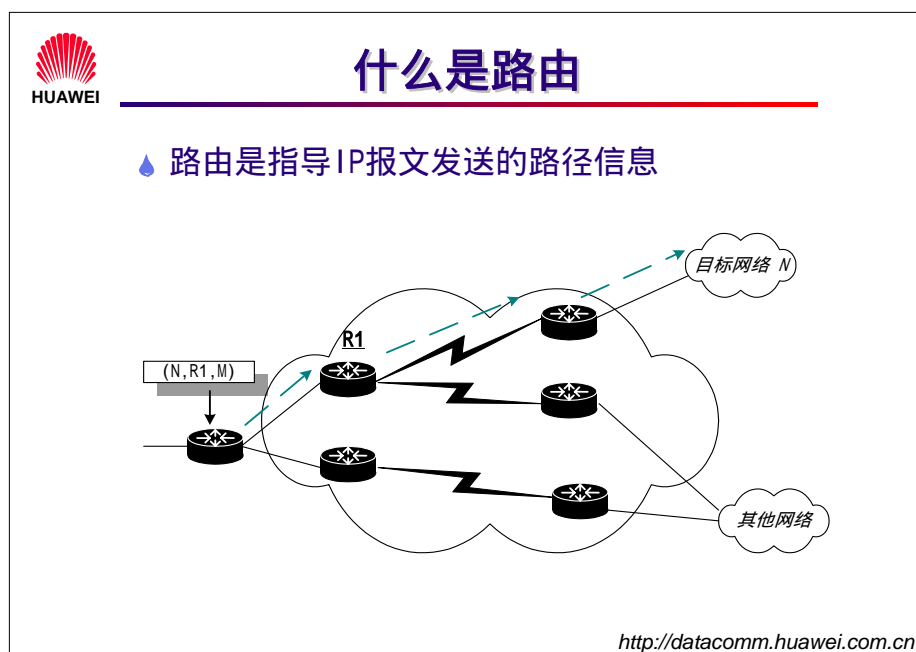 什么是路由
HUAWEI
路由是指导IP报文发送的路径信息
目标网络 N
R1
(N,R1,M)
其他网络
http://datacomm.huawei.com.cn